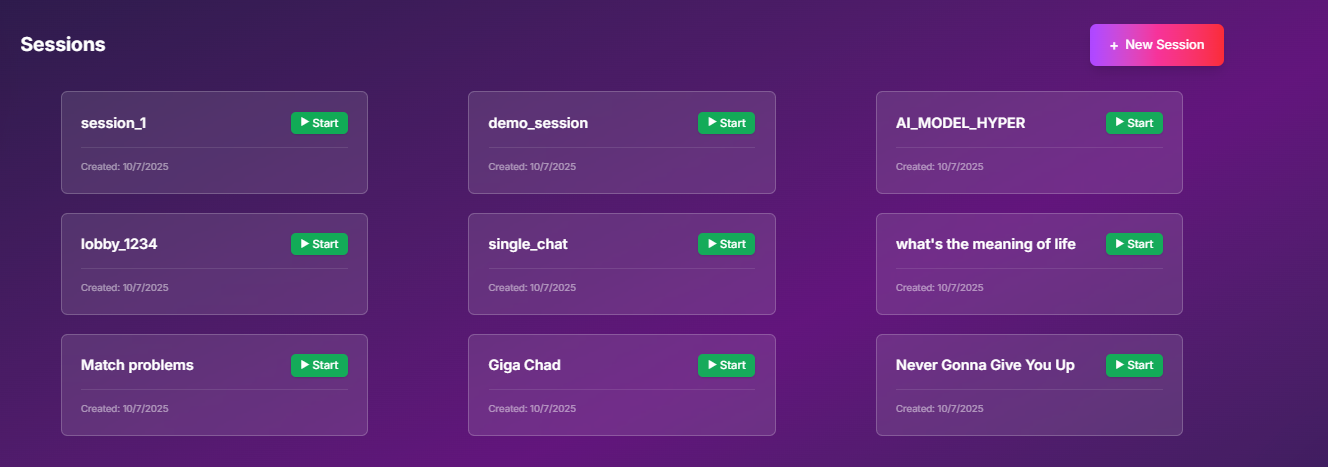 Sessions
+ New Session
session_1
▶ Start
Created: 10/7/2025
demo_session
▶ Start
Created: 10/7/2025
AI_MODEL_HYPER
▶ Start
Created: 10/7/2025
lobby_1234
▶ Start
Created: 10/7/2025
single_chat
▶ Start
Created: 10/7/2025
what's the meaning of life
▶ Start
Created: 10/7/2025
Match problems
▶ Start
Created: 10/7/2025
Giga Chad
▶ Start
Created: 10/7/2025
Never Gonna Give You Up
▶ Start
Created: 10/7/2025